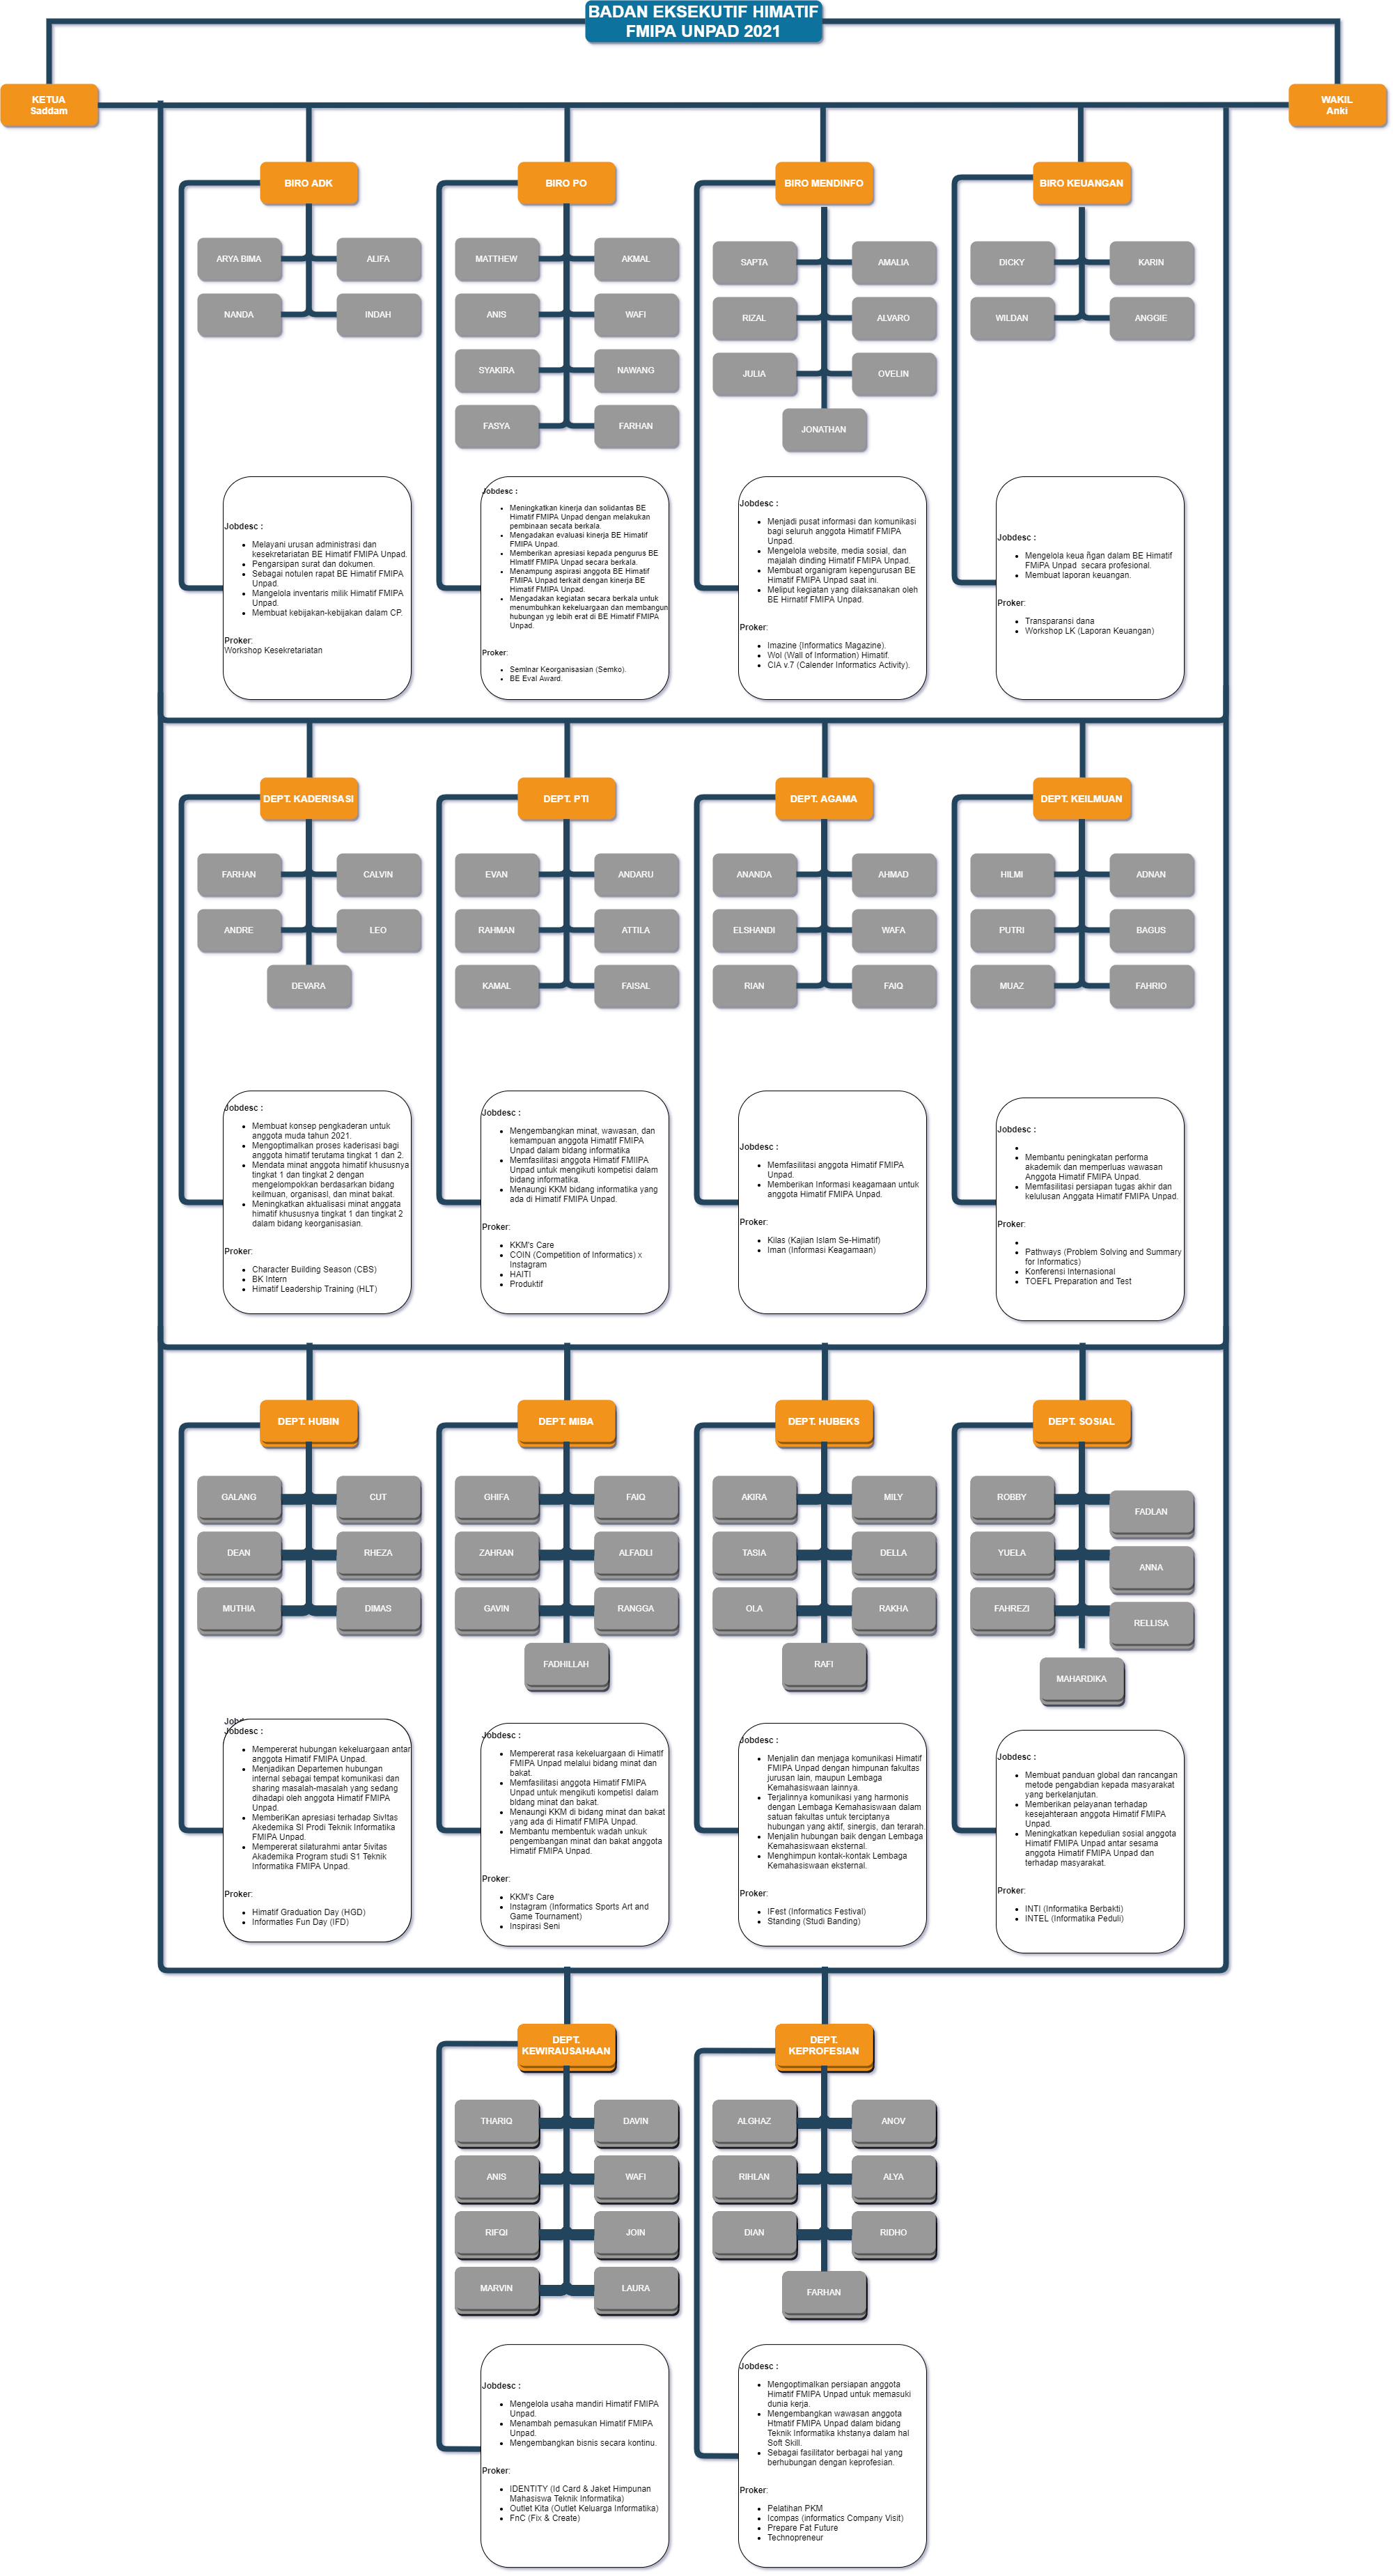 BADAN EKSEKUTIF HIMATIF
FMIPA UNPAD 2021
KETUA
Saddam
WAKIL
Anki
BIRO ADK
BIRO PO
BIRO MENDINFO
BIRO KEUANGAN
ARYA BIMA
ALIFA
NANDA
INDAH
MATTHEW
AKMAL
ANIS
WAFI
SYAKIRA
NAWANG
FASYA
FARHAN
SAPTA
AMALIA
RIZAL
ALVARO
JULIA
OVELIN
JONATHAN
DICKY
KARIN
WILDAN
ANGGIE
Jobdesc :
• Melayani urusan administrasi dan
kesekretariatan BE Himatif FMIPA Unpad.
• Pengarsipan surat dan dokumen.
• Sebagai notulen rapat BE Himatif FMIPA
Unpad.
• Mangelola inventaris milik Himatif FMIPA
Unpad.
• Membuat kebijakan-kebijakan dalam CP.
Proker:
Workshop Kesekretariatan
Jobdesc :
• Meningkatkan kinerja dan solidantas BE
Himatif FMIPA Unpad dengan melakukan
pembinaan secata berkala.
• Mengadakan evaluasi kinerja BE Himatif
FMIPA Unpad.
• Memberikan apresiasi kepada pengurus BE
Himatif FMIPA Unpad secara berkala.
• Menampung aspirasi anggota BE Himatif
FMIPA Unpad terkait dengan kinerja BE
Himatif FMIPA Unpad.
• Mengadakan kegiatan secara berkala untuk
menumbuhkan kekeluargaan dan membangun
hubungan yg lebih erat di BE Himatif FMIPA
Unpad.
Proker:
• Semlnar Keorganisasian (Semko).
• BE Eval Award.
Jobdesc :
• Menjadi pusat informasi dan komunikasi
bagi seluruh anggota Himatif FMIPA
Unpad.
• Mengelola website, media sosial, dan
majalah dinding Himatif FMIPA Unpad.
• Membuat organigram kepengurusan BE
Himatif FMIPA Unpad saat ini.
• Meliput kegiatan yang dilaksanakan oleh
BE Hirnatif FMIPA Unpad.
Proker:
• Imazine {Informatics Magazine).
• Wol (Wall of Information) Himatif.
• CIA v.7 (Calender Informatics Activity).
Jobdesc :
• Mengelola keua ñgan dalam BE Himatif
FMIPA Unpad secara profesional.
• Membuat laporan keuangan.
Proker:
• Transparansi dana
• Workshop LK (Laporan Keuangan)
DEPT. KADERISASI
DEPT. PTI
DEPT. AGAMA
DEPT. KEILMUAN
FARHAN
CALVIN
ANDRE
LEO
DEVARA
EVAN
ANDARU
RAHMAN
ATTILA
KAMAL
FAISAL
ANANDA
AHMAD
ELSHANDI
WAFA
RIAN
FAIQ
HILMI
ADNAN
PUTRI
BAGUS
MUAZ
FAHRIO
Jobdesc :
• Membuat konsep pengkaderan untuk
anggota muda tahun 2021.
• Mengoptimalkan proses kaderisasi bagi
anggota himatif terutama tingkat 1 dan 2.
• Mendata minat anggota himatif khususnya
tingkat 1 dan tingkat 2 dengan
mengelompokkan berdasarkan bidang
keilmuan, organisasl, dan minat bakat.
• Meningkatkan aktualisasi minat anggata
himatif khususnya tingkat 1 dan tingkat 2
dalam bidang keorganisasian.
Proker:
• Character Building Season (CBS)
• BK Intern
• Himatif Leadership Training (HLT)
Jobdesc :
• Mengembangkan minat, wawasan, dan
kemampuan anggota Himatif FMIPA
Unpad dalam bldang informatika
• Memfasilitasi anggota Himatif FMIIPA
Unpad untuk mengikuti kompetisi dalam
bidang informatika.
• Menaungi KKM bidang informatika yang
ada di Himatif FMIPA Unpad.
Proker:
• KKM's Care
• COIN (Competition of Informatics) x
Instagram
• HAITI
• Produktif
Jobdesc :
• Memfasilitasi anggota Himatif FMIPA
Unpad.
• Memberikan Informasi keagamaan untuk
anggota Himatif FMIPA Unpad.
Proker:
• Kilas (Kajian Islam Se-Himatif)
• Iman (Informasi Keagamaan)
Jobdesc :
•
• Membantu peningkatan performa
akademik dan memperluas wawasan
Anggota Himatif FMIPA Unpad.
• Memfasilitasi persiapan tugas akhir dan
kelulusan Anggata Himatif FMIPA Unpad.
Proker:
•
• Pathways (Problem Solving and Summary
for Informatics)
• Konferensi Internasional
• TOEFL Preparation and Test
DEPT. HUBIN
DEPT. MIBA
DEPT. HUBEKS
DEPT. SOSIAL
GALANG
CUT
DEAN
RHEZA
MUTHIA
DIMAS
GHIFA
FAIQ
ZAHRAN
ALFADLI
GAVIN
RANGGA
FADHILLAH
AKIRA
MILY
TASIA
DELLA
OLA
RAKHA
RAFI
ROBBY
FADLAN
YUELA
ANNA
FAHREZI
RELLISA
MAHARDIKA
Jobdesc :
• Mempererat hubungan kekeluargaan antar
anggota Himatif FMIPA Unpad.
• Menjadikan Departemen hubungan
internal sebagai tempat komunikasi dan
sharing masalah-masalah yang sedang
dihadapi oleh anggota Himatif FMIPA
Unpad.
• MemberiKan apresiasi terhadap Sivltas
Akedemika SI Prodi Teknik Informatika
FMIPA Unpad.
• Mempererat silaturahmi antar 5ivitas
Akademika Program studi S1 Teknik
Informatika FMIPA Unpad.
Proker:
• Himatif Graduation Day (HGD)
• Informatles Fun Day (IFD)
Jobdesc :
• Mempererat rasa kekeluargaan di Himatlf
FMIPA Unpad melalui bidang minat dan
bakat.
• Memfasilitasi anggota Himatif FMIPA
Unpad untuk mengikuti kompetisi dalam
bldang minat dan bakat.
• Menaungi KKM di bidang minat dan bakat
yang ada di Himatif FMIPA Unpad.
• Membantu membentuk wadah unkuk
pengembangan minat dan bakat anggota
Himatif FMIPA Unpad.
Proker:
• KKM's Care
• Instagram (Informatics Sports Art and
Game Tournament)
• Inspirasi Seni
Jobdesc :
• Menjalin dan menjaga komunikasi Himatif
FMIPA Unpad dengan himpunan fakultas
jurusan lain, maupun Lembaga
Kemahasiswaan lainnya.
• Terjalinnya komunikasi yang harmonis
dengan Lembaga Kemahasiswaan dalam
satuan fakultas untuk terciptanya
hubungan yang aktif, sinergis, dan terarah.
• Menjalin hubungan baik dengan Lembaga
Kemahasiswaan eksternal.
• Menghimpun kontak-kontak Lembaga
Kemahasiswaan eksternal.
Proker:
• IFest (Informatics Festival)
• Standing (Studi Banding)
Jobdesc :
• Membuat panduan global dan rancangan
metode pengabdian kepada masyarakat
yang berkelanjutan.
• Memberikan pelayanan terhadap
kesejahteraan anggota Himatif FMIPA
Unpad.
• Meningkatkan kepedulian sosial anggota
Himatif FMIPA Unpad antar sesama
anggota Himatif FMIPA Unpad dan
terhadap masyarakat.
Proker:
• INTI (Informatika Berbakti)
• INTEL (Informatika Peduli)
DEPT.
KEWIRAUSAHAAN
DEPT.
KEPROFESIAN
THARIQ
DAVIN
ANIS
WAFI
RIFQI
JOIN
MARVIN
LAURA
ALGHAZ
ANOV
RIHLAN
ALYA
DIAN
RIDHO
FARHAN
Jobdesc :
• Mengelola usaha mandiri Himatif FMIPA
Unpad.
• Menambah pemasukan Himatif FMIPA
Unpad.
• Mengembangkan bisnis secara kontinu.
Proker:
• IDENTITY (Id Card & Jaket Himpunan
Mahasiswa Teknik Informatika)
• Outlet Kita (Outlet Keluarga Informatika)
• FnC (Fix & Create)
Jobdesc :
• Mengoptimalkan persiapan anggota
Himatif FMIPA Unpad untuk memasuki
dunia kerja.
• Mengembangkan wawasan anggota
Htmatif FMIPA Unpad dalam bidang
Teknik Informatika khstanya dalam hal
Soft Skill.
• Sebagai fasilitator berbagai hal yang
berhubungan dengan keprofesian.
Proker:
• Pelatihan PKM
• Icompas (informatics Company Visit)
• Prepare Fat Future
• Technopreneur